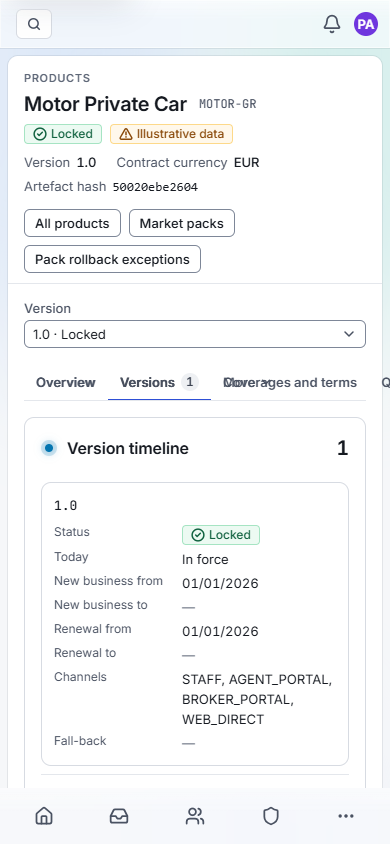 PA
PRODUCTS
Motor Private Car MOTOR-GR
Locked Illustrative data
Version 1.0 Contract currency EUR
Artefact hash 50020ebe2604
All products Market packs
Pack rollback exceptions
Version
1.0 · Locked
Overview Versions 1 Coverages and terms
Version timeline 1
1.0
Status Locked
Today In force
New business from 01/01/2026
New business to —
Renewal from 01/01/2026
Renewal to —
Channels STAFF, AGENT_PORTAL,
BROKER_PORTAL,
WEB_DIRECT
Fall-back —